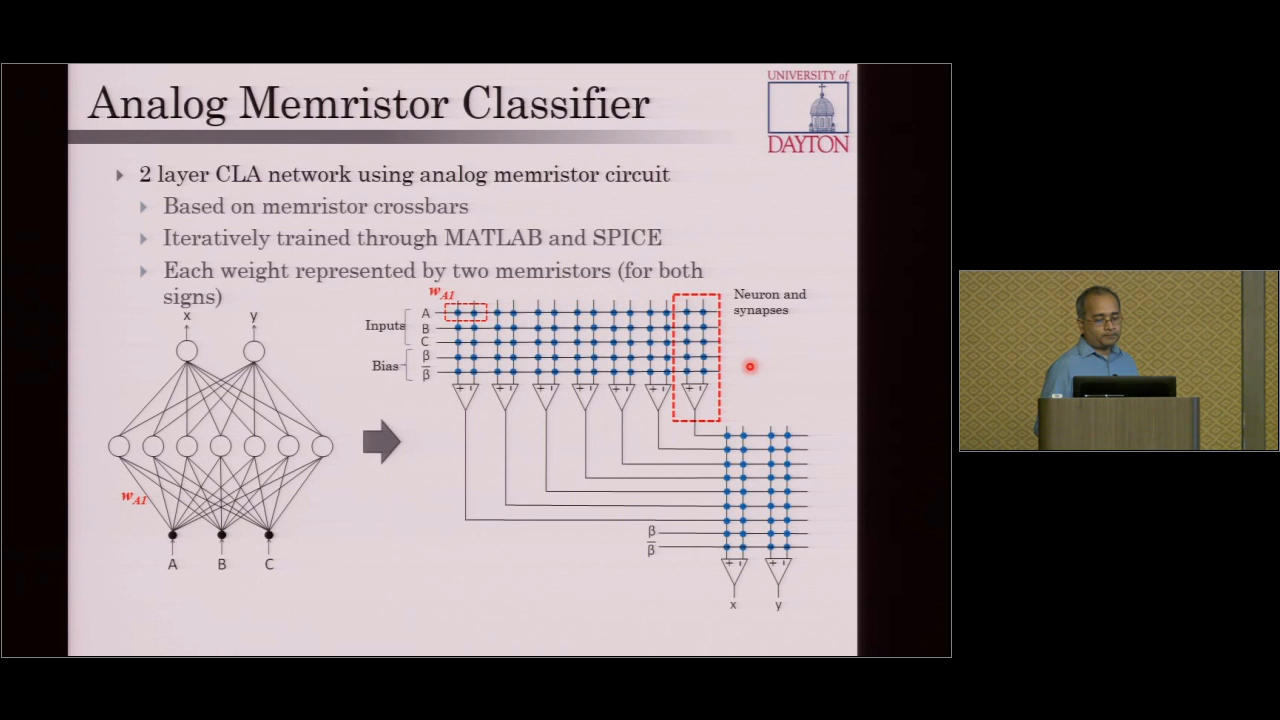 Analog Memristor Classifier
UNIVERSITY of
DAYTON
2 layer CLA network using analog memristor circuit
Based on memristor crossbars
Iteratively trained through MATLAB and SPICE
Each weight represented by two memristors (for both
signs)
x
y
w_A1
A
B
C
w_A1
Inputs
A
B
C
Bias
β
β̅
+ -
+ -
+ -
+ -
+ -
+ -
+ -
Neuron and
synapses
β
β̅
+ -
+ -
x
y